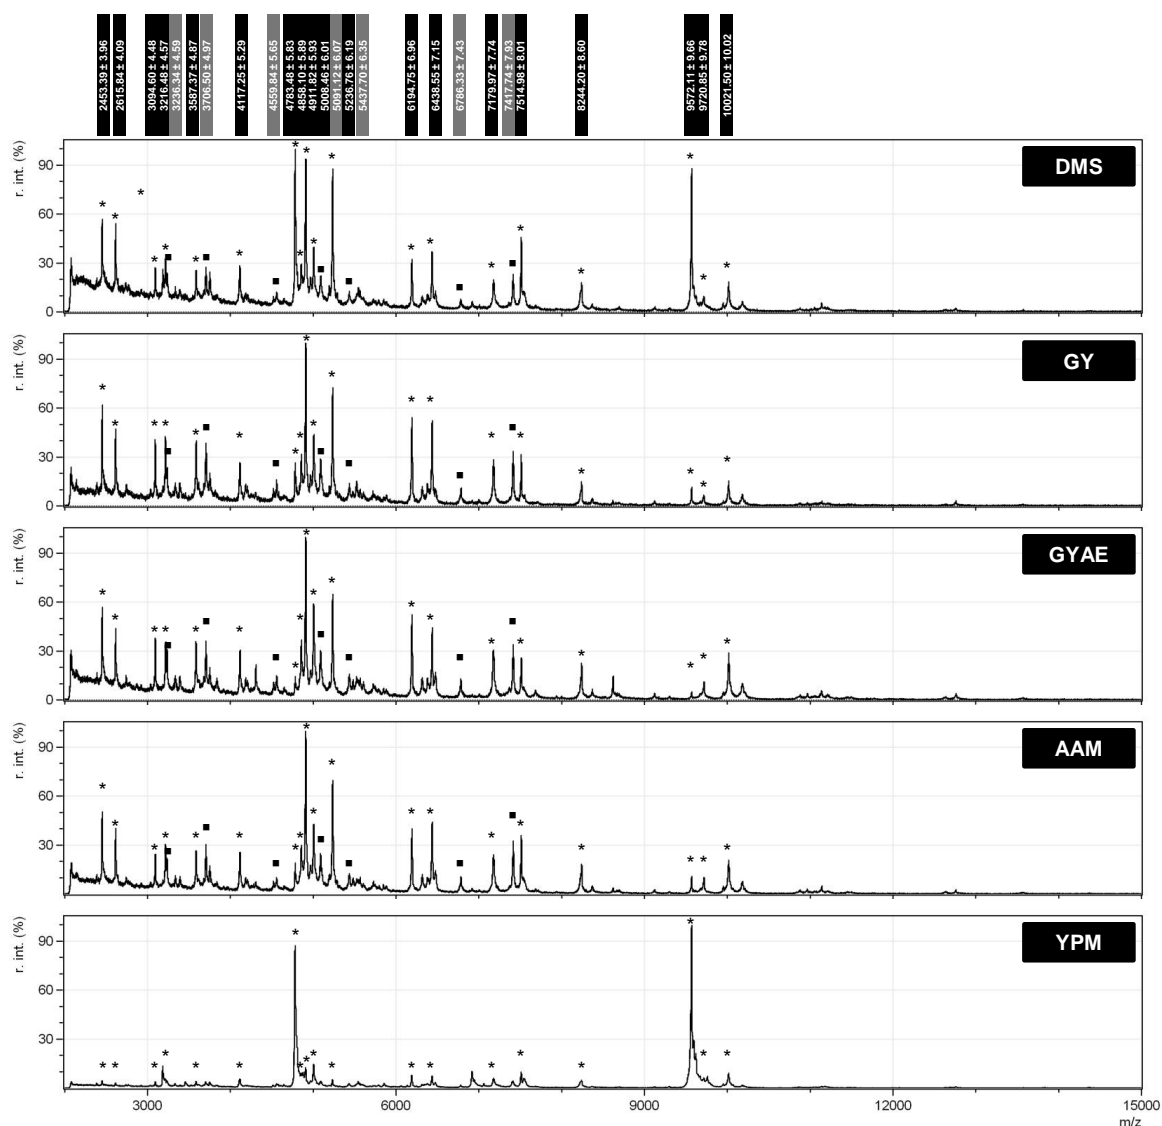 2453.39 ± 3.96
2615.84 ± 4.09
3094.60 ± 4.48
3216.48 ± 4.57
3236.34 ± 4.59
3587.37 ± 4.87
3706.50 ± 4.97
4117.25 ± 5.29
4559.84 ± 5.65
4783.48 ± 5.83
4858.10 ± 5.89
4911.82 ± 5.93
5008.46 ± 6.01
5091.12 ± 6.07
5236.76 ± 6.19
5437.70 ± 6.35
6194.75 ± 6.96
6438.55 ± 7.15
6786.33 ± 7.43
7179.97 ± 7.74
7417.74 ± 7.93
7514.98 ± 8.01
8244.20 ± 8.60
9572.11 ± 9.66
9720.85 ± 9.78
10021.50 ± 10.02
r. int. (%)
90
60
30
0
DMS
r. int. (%)
90
60
30
0
GY
r. int. (%)
90
60
30
0
GYAE
r. int. (%)
90
60
30
0
AAM
r. int. (%)
90
60
30
0
YPM
3000 6000 9000 12000 15000
m/z